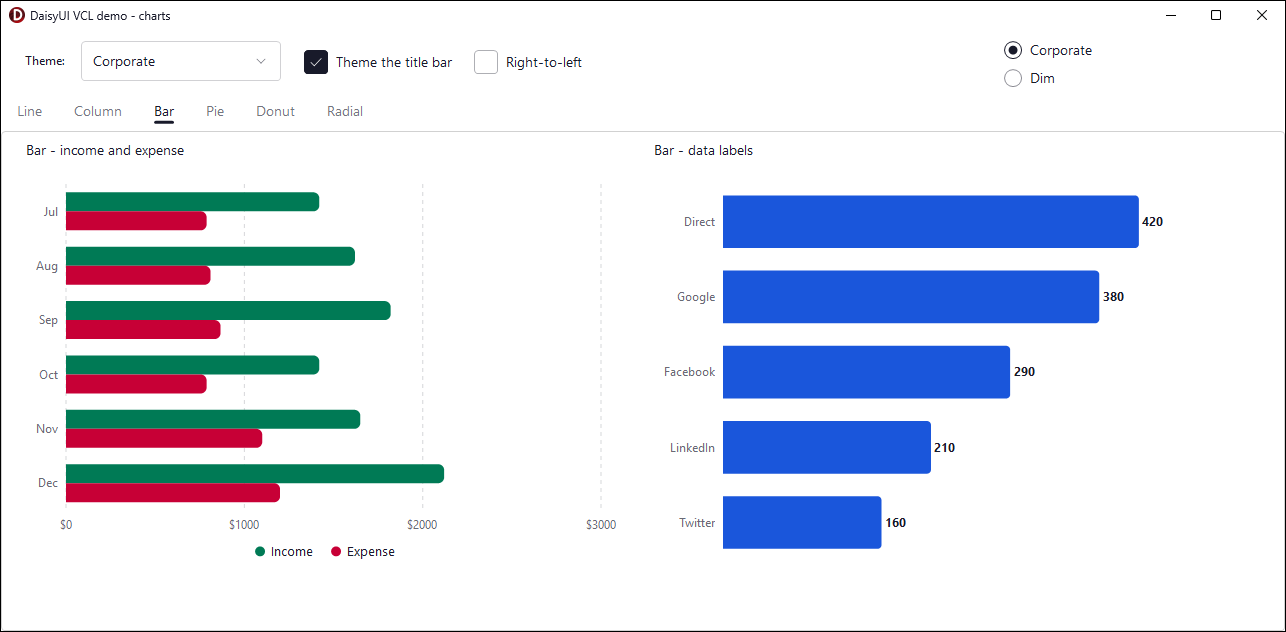 DaisyUI VCL demo - charts
Theme:
Corporate
Theme the title bar
Right-to-left
Corporate
Dim
Line
Column
Bar
Pie
Donut
Radial
Bar - income and expense
Jul
Aug
Sep
Oct
Nov
Dec
$0
$1000
$2000
$3000
Income
Expense
Bar - data labels
Direct
420
Google
380
Facebook
290
LinkedIn
210
Twitter
160